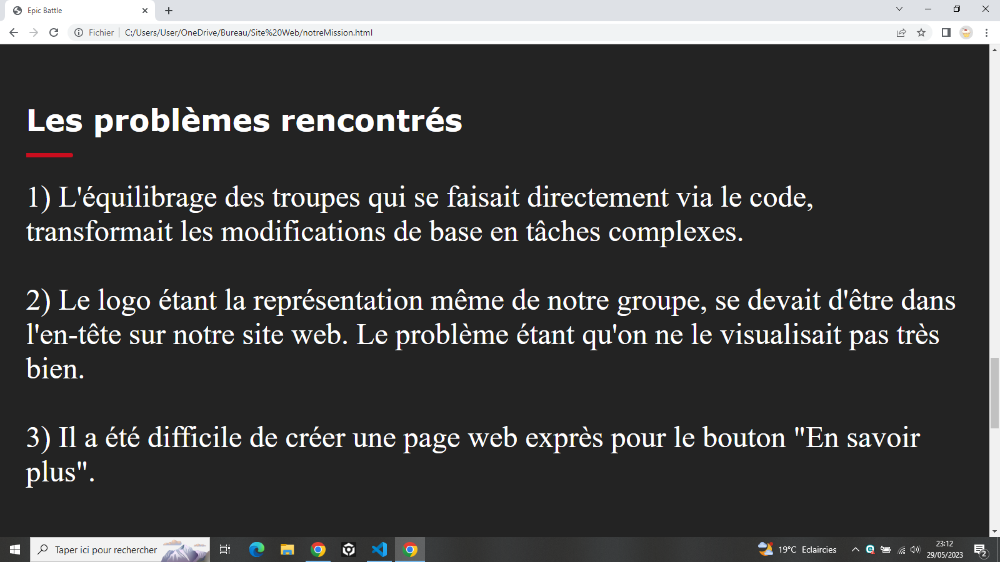 Epic Battle
Fichier C:/Users/User/OneDrive/Bureau/Site%20Web/notreMission.html
Les problèmes rencontrés
1) L'équilibrage des troupes qui se faisait directement via le code,
transformait les modifications de base en tâches complexes.
2) Le logo étant la représentation même de notre groupe, se devait d'être dans
l'en-tête sur notre site web. Le problème étant qu'on ne le visualisait pas très
bien.
3) Il a été difficile de créer une page web exprès pour le bouton "En savoir
plus".
Taper ici pour rechercher
19°C Eclaircies
23:12
29/05/2023
2